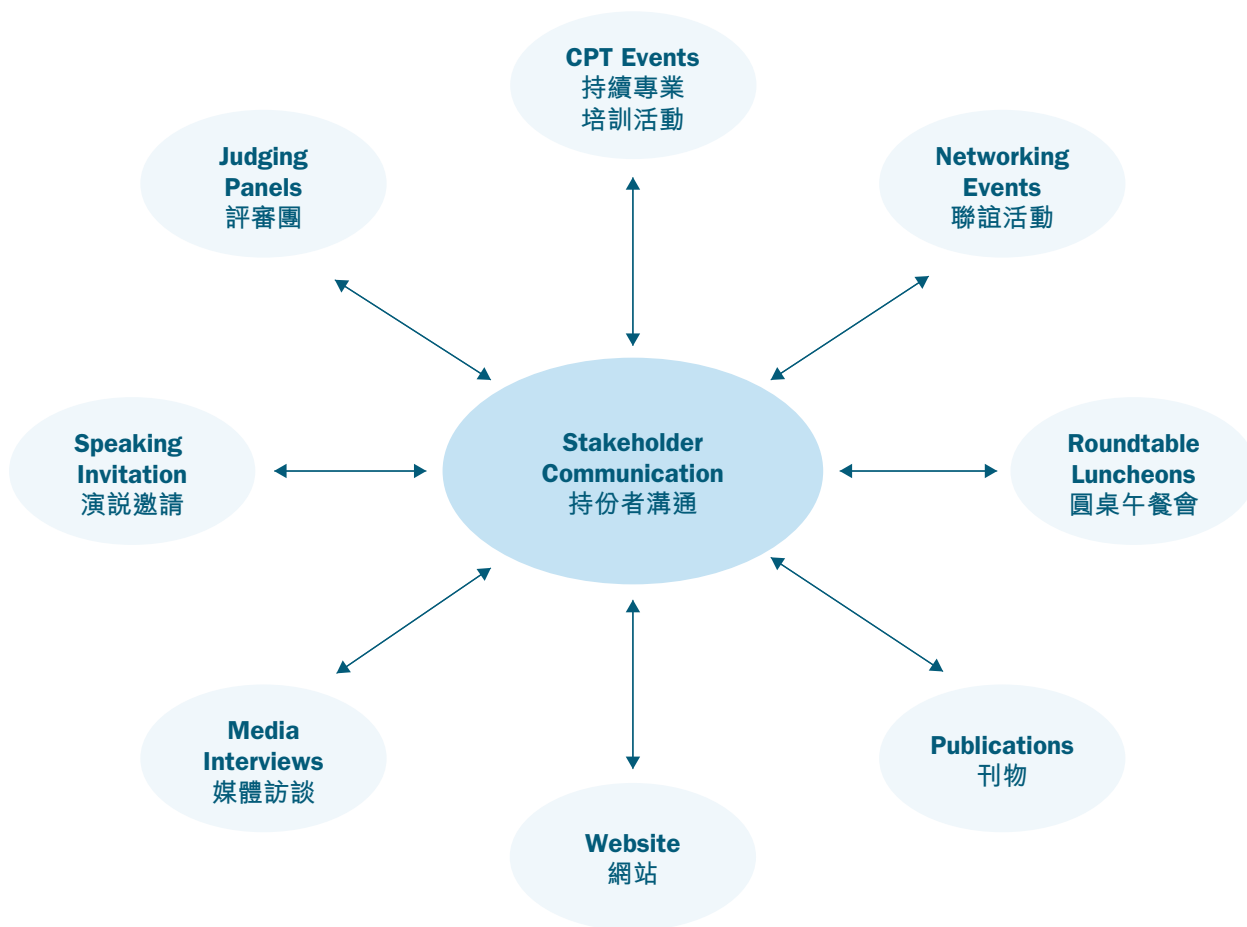 CPT Events
持續專業
培訓活動
Judging
Panels
評審團
Networking
Events
聯誼活動
Speaking
Invitation
演説邀請
Stakeholder
Communication
持份者溝通
Roundtable
Luncheons
圓桌午餐會
Media
Interviews
媒體訪談
Publications
刊物
Website
網站